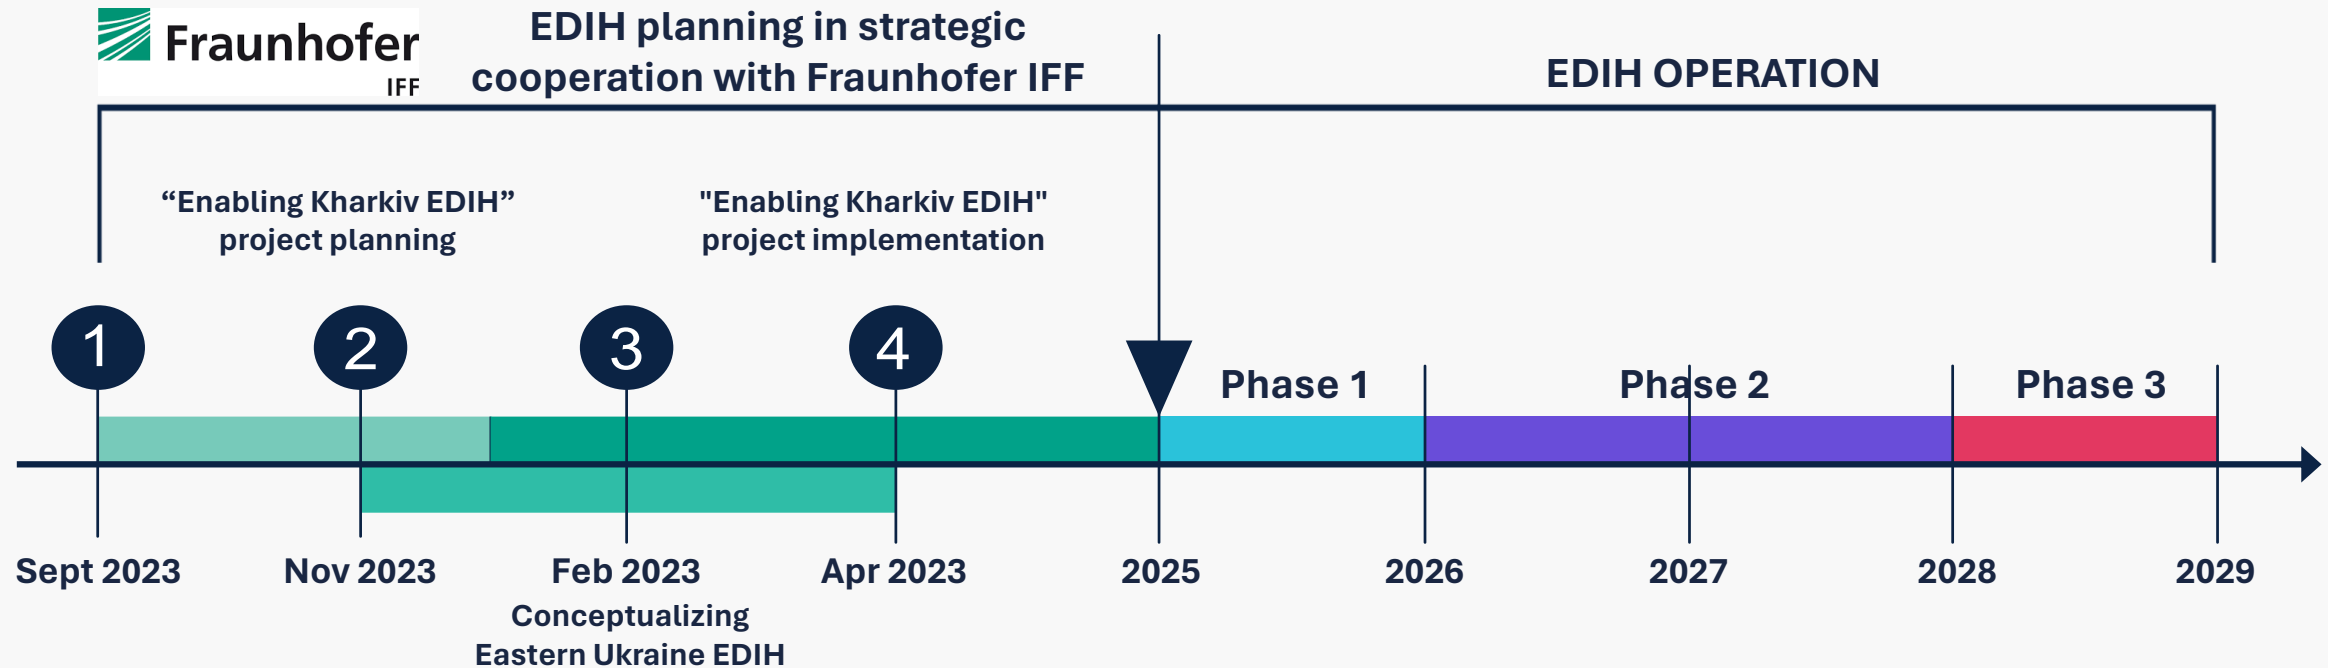 Fraunhofer
IFF
EDIH planning in strategic
cooperation with Fraunhofer IFF
EDIH OPERATION
“Enabling Kharkiv EDIH”
project planning
"Enabling Kharkiv EDIH"
project implementation
1
2
3
4
Phase 1
Phase 2
Phase 3
Sept 2023
Nov 2023
Feb 2023
Apr 2023
2025
2026
2027
2028
2029
Conceptualizing
Eastern Ukraine EDIH